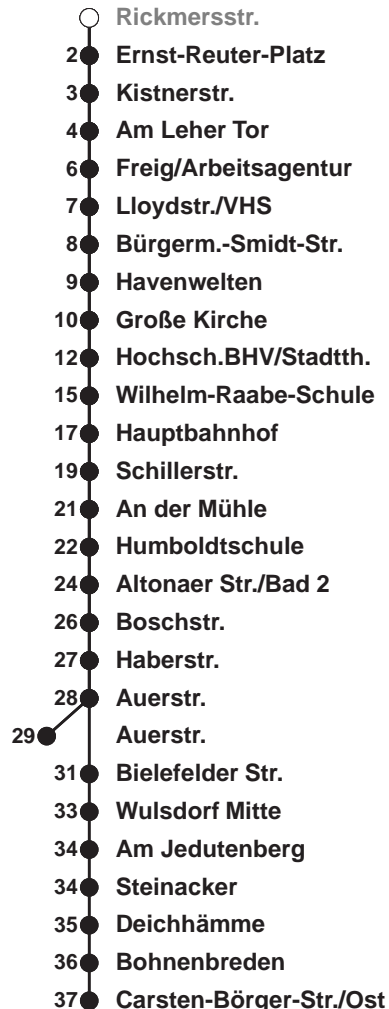 Rickmersstr.
2 Ernst-Reuter-Platz
3 Kistnerstr.
4 Am Leher Tor
6 Freig/Arbeitsagentur
7 Lloydstr./VHS
8 Bürgerm.-Smidt-Str.
9 Havenwelten
10 Große Kirche
12 Hochsch.BHV/Stadtth.
15 Wilhelm-Raabe-Schule
17 Hauptbahnhof
19 Schillerstr.
21 An der Mühle
22 Humboldtschule
24 Altonaer Str./Bad 2
26 Boschstr.
27 Haberstr.
28 Auerstr.
29 Auerstr.
31 Bielefelder Str.
33 Wulsdorf Mitte
34 Am Jedutenberg
34 Steinacker
35 Deichhämme
36 Bohnenbreden
37 Carsten-Börger-Str./Ost